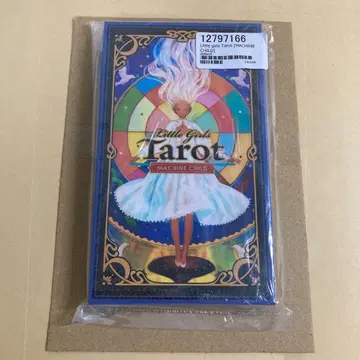 12797166
Little girls Tarot [MACHINE
CHILD]
Little Girls
Tarot
MACHINE CHILD